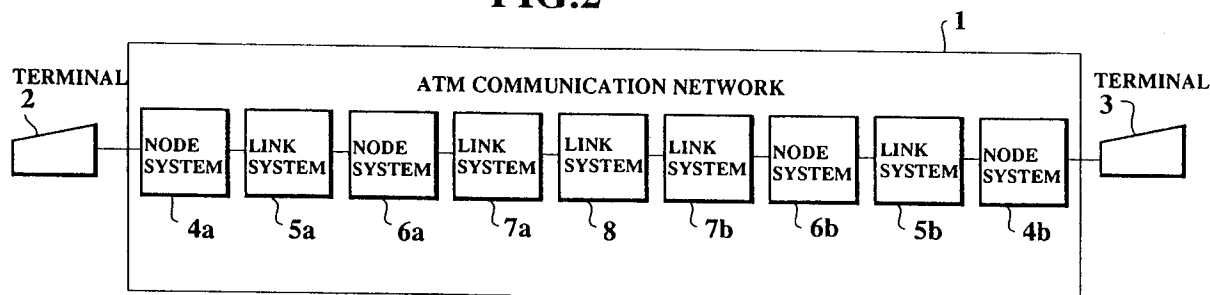 FIG.2
1
TERMINAL
2
ATM COMMUNICATION NETWORK
TERMINAL
3
NODE
SYSTEM
LINK
SYSTEM
NODE
SYSTEM
LINK
SYSTEM
LINK
SYSTEM
LINK
SYSTEM
NODE
SYSTEM
LINK
SYSTEM
NODE
SYSTEM
4a
5a
6a
7a
8
7b
6b
5b
4b